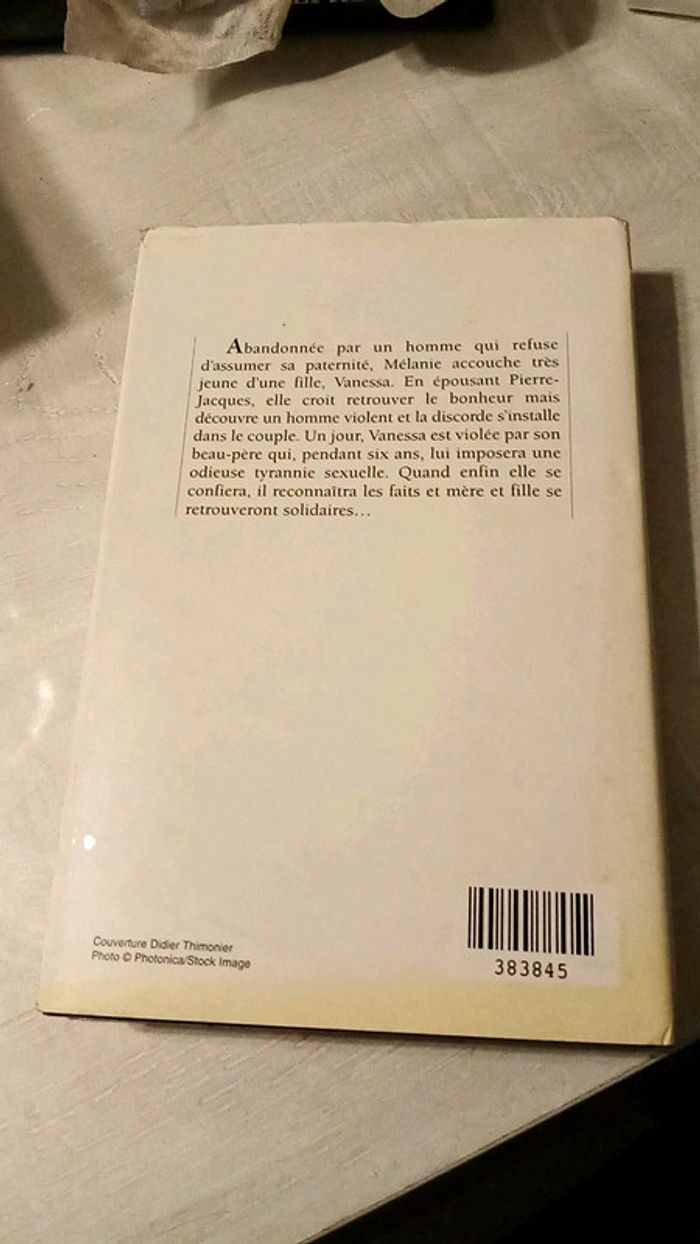 Abandonnée par un homme qui refuse
d'assumer sa paternité, Mélanie accouche très
jeune d'une fille, Vanessa. En épousant Pierre-
Jacques, elle croit retrouver le bonheur mais
découvre un homme violent et la discorde s'installe
dans le couple. Un jour, Vanessa est violée par son
beau-père qui, pendant six ans, lui imposera une
odieuse tyrannie sexuelle. Quand enfin elle se
confiera, il reconnaîtra les faits et mère et fille se
retrouveront solidaires...
Couverture Didier Thimonier
Photo © Photonica/Stock Image
383845